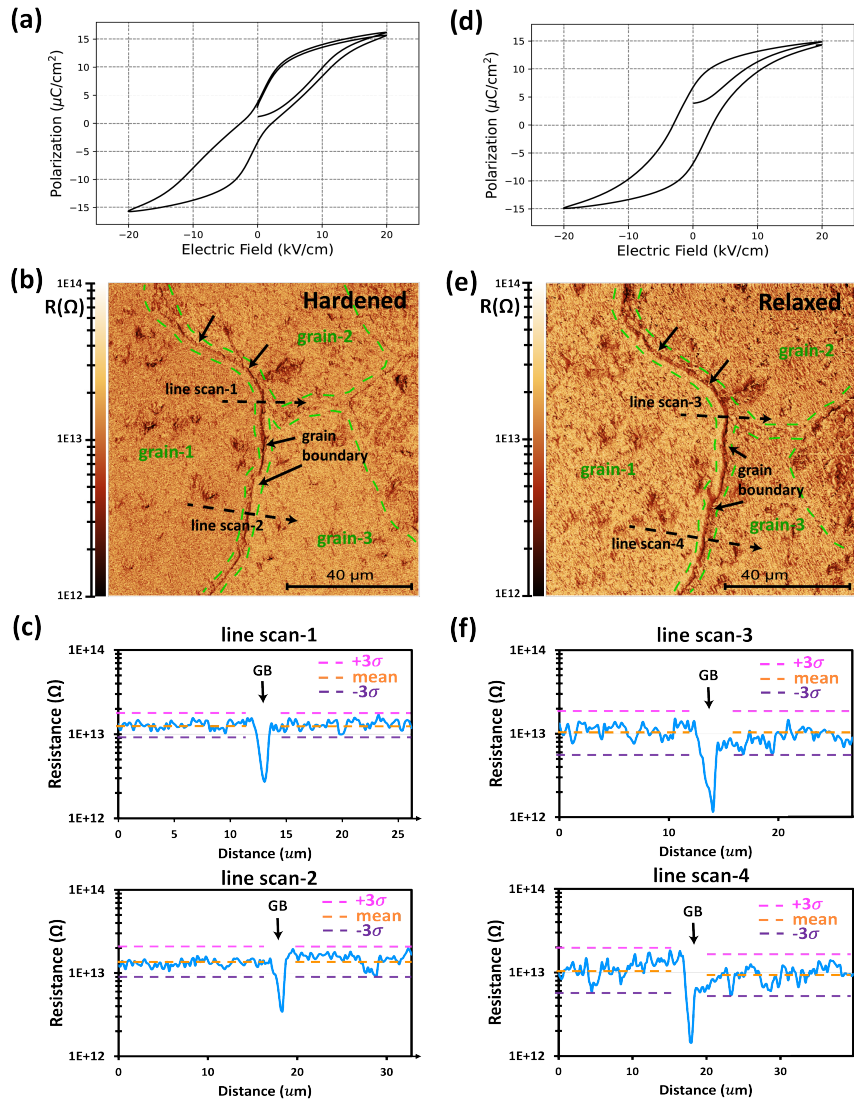 (a)
15
10
5
0
−5
−10
−15
Polarization (μC/cm²)
−20
−10
0
10
20
Electric Field (kV/cm)
(d)
15
10
5
0
−5
−10
−15
Polarization (μC/cm²)
−20
−10
0
10
20
Electric Field (kV/cm)
(b)
1E14
R(Ω)
1E13
1E12
Hardened
grain-2
line scan-1
grain-1
grain
boundary
line scan-2
grain-3
40 μm
(e)
1E14
R(Ω)
1E13
1E12
Relaxed
grain-2
line scan-3
grain-1
grain
boundary
grain-3
line scan-4
40 μm
(c)
line scan-1
1E+14
1E+13
1E+12
Resistance (Ω)
GB
+3σ
mean
-3σ
0
5
10
15
20
25
Distance (um)
line scan-2
1E+14
1E+13
1E+12
Resistance (Ω)
GB
+3σ
mean
-3σ
0
10
20
30
Distance (um)
(f)
line scan-3
1E+14
1E+13
1E+12
Resistance (Ω)
GB
+3σ
mean
-3σ
0
10
20
Distance (um)
line scan-4
1E+14
1E+13
1E+12
Resistance (Ω)
GB
+3σ
mean
-3σ
0
10
20
30
Distance (um)